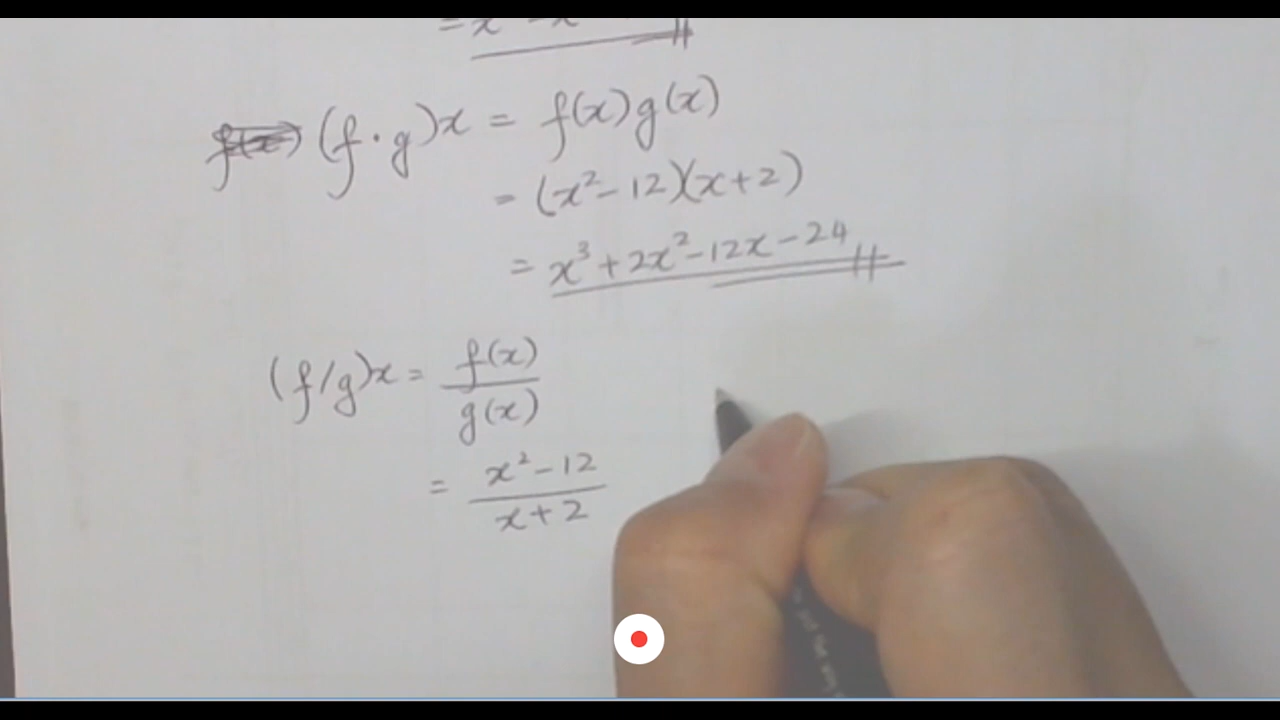 (f·g)x = f(x)g(x)
= (x²-12)(x+2)
= x³+2x²-12x-24
(f/g)x = f(x)/g(x)
= x²-12/x+2